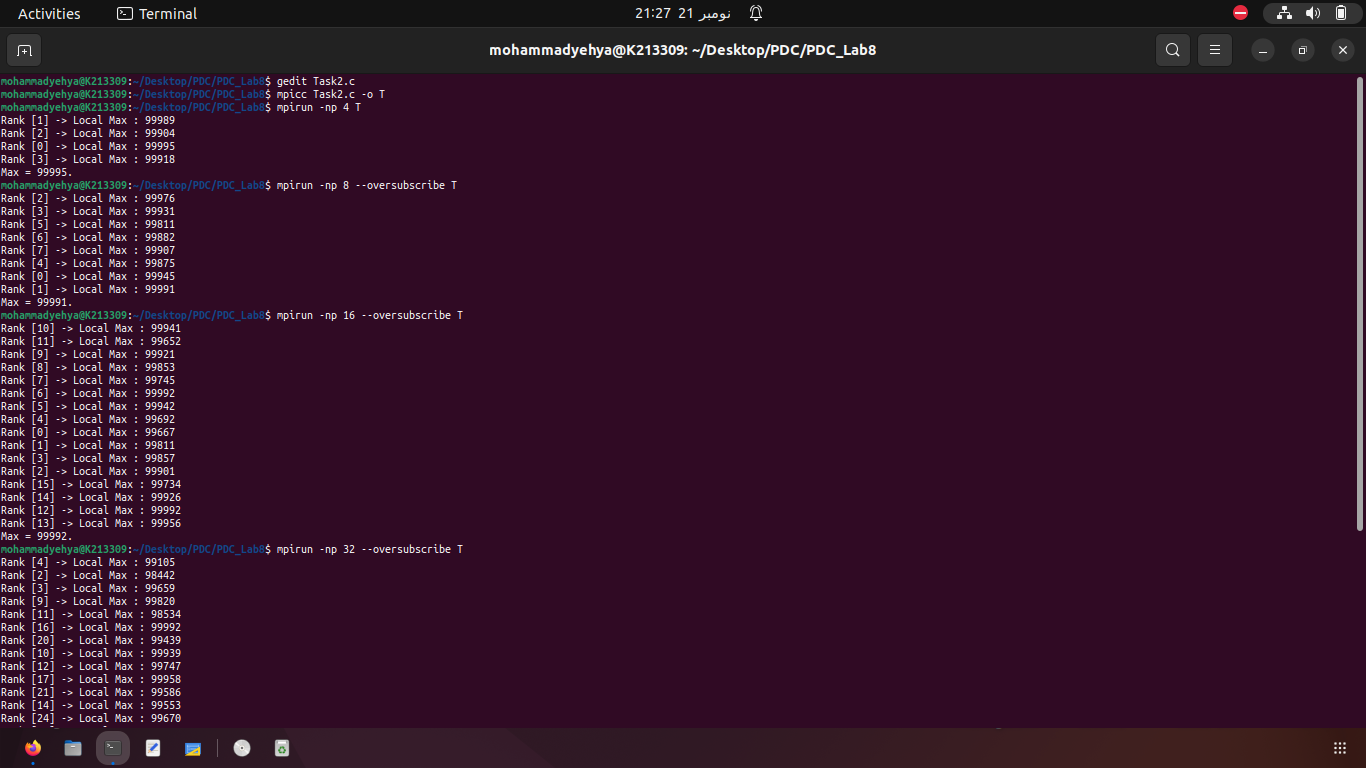 Activities
Terminal
21:27 21 نومبر
mohammadyehya@K213309: ~/Desktop/PDC/PDC_Lab8
mohammadyehya@K213309:~/Desktop/PDC/PDC_Lab8$ gedit Task2.c
mohammadyehya@K213309:~/Desktop/PDC/PDC_Lab8$ mpicc Task2.c -o T
mohammadyehya@K213309:~/Desktop/PDC/PDC_Lab8$ mpirun -np 4 T
Rank [1] -> Local Max : 99989
Rank [2] -> Local Max : 99904
Rank [0] -> Local Max : 99995
Rank [3] -> Local Max : 99918
Max = 99995.
mohammadyehya@K213309:~/Desktop/PDC/PDC_Lab8$ mpirun -np 8 --oversubscribe T
Rank [2] -> Local Max : 99976
Rank [3] -> Local Max : 99931
Rank [5] -> Local Max : 99811
Rank [6] -> Local Max : 99882
Rank [7] -> Local Max : 99907
Rank [4] -> Local Max : 99875
Rank [0] -> Local Max : 99945
Rank [1] -> Local Max : 99991
Max = 99991.
mohammadyehya@K213309:~/Desktop/PDC/PDC_Lab8$ mpirun -np 16 --oversubscribe T
Rank [10] -> Local Max : 99941
Rank [11] -> Local Max : 99652
Rank [9] -> Local Max : 99921
Rank [8] -> Local Max : 99853
Rank [7] -> Local Max : 99745
Rank [6] -> Local Max : 99992
Rank [5] -> Local Max : 99942
Rank [4] -> Local Max : 99692
Rank [0] -> Local Max : 99667
Rank [1] -> Local Max : 99811
Rank [3] -> Local Max : 99857
Rank [2] -> Local Max : 99901
Rank [15] -> Local Max : 99734
Rank [14] -> Local Max : 99926
Rank [12] -> Local Max : 99992
Rank [13] -> Local Max : 99956
Max = 99992.
mohammadyehya@K213309:~/Desktop/PDC/PDC_Lab8$ mpirun -np 32 --oversubscribe T
Rank [4] -> Local Max : 99105
Rank [2] -> Local Max : 98442
Rank [3] -> Local Max : 99659
Rank [9] -> Local Max : 99820
Rank [11] -> Local Max : 98534
Rank [16] -> Local Max : 99992
Rank [20] -> Local Max : 99439
Rank [10] -> Local Max : 99939
Rank [12] -> Local Max : 99747
Rank [17] -> Local Max : 99958
Rank [21] -> Local Max : 99586
Rank [14] -> Local Max : 99553
Rank [24] -> Local Max : 99670